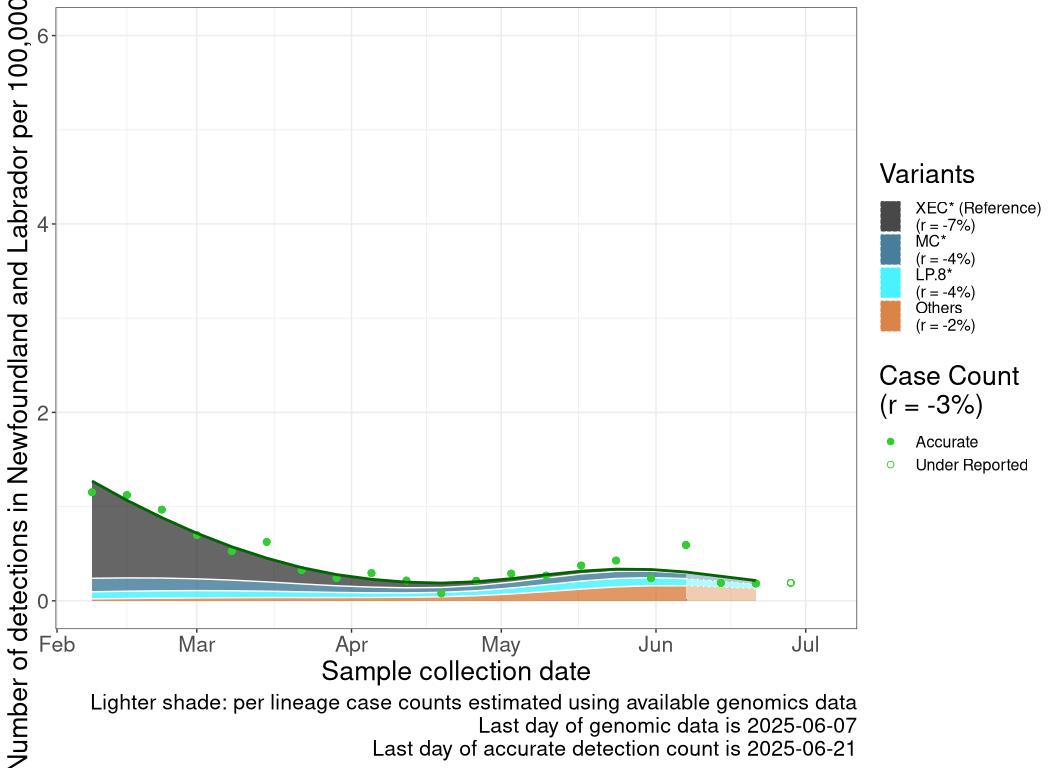 Number of detections in Newfoundland and Labrador per 100,000
6
4
2
0
Feb
Mar
Apr
May
Jun
Jul
Sample collection date
Lighter shade: per lineage case counts estimated using available genomics data
Last day of genomic data is 2025-06-07
Last day of accurate detection count is 2025-06-21
Variants
XEC* (Reference)
(r = -7%)
MC*
(r = -4%)
LP.8*
(r = -4%)
Others
(r = -2%)
Case Count
(r = -3%)
Accurate
Under Reported